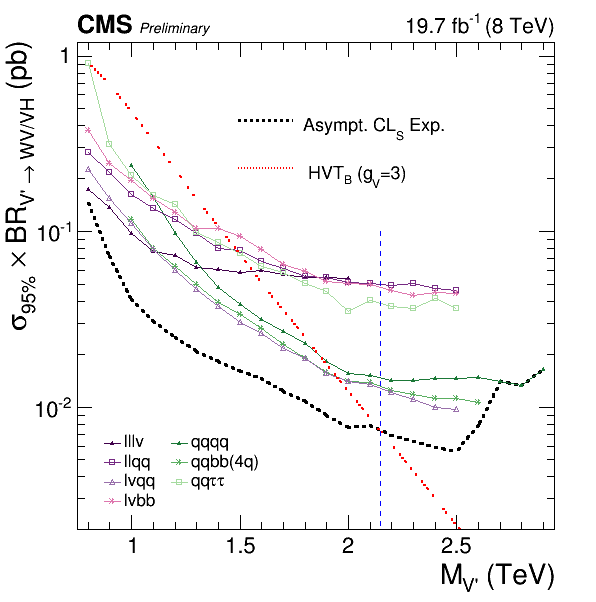 CMS Preliminary 19.7 fb⁻¹ (8 TeV)
σ95% × BR V' → WV/VH (pb)
1
Asympt. CLS Exp.
HVTB (gV=3)
10⁻¹
10⁻²
lllν qqqq
llqq qqbb(4q)
lνqq qqττ
lνbb
1 1.5 2 2.5
MV' (TeV)